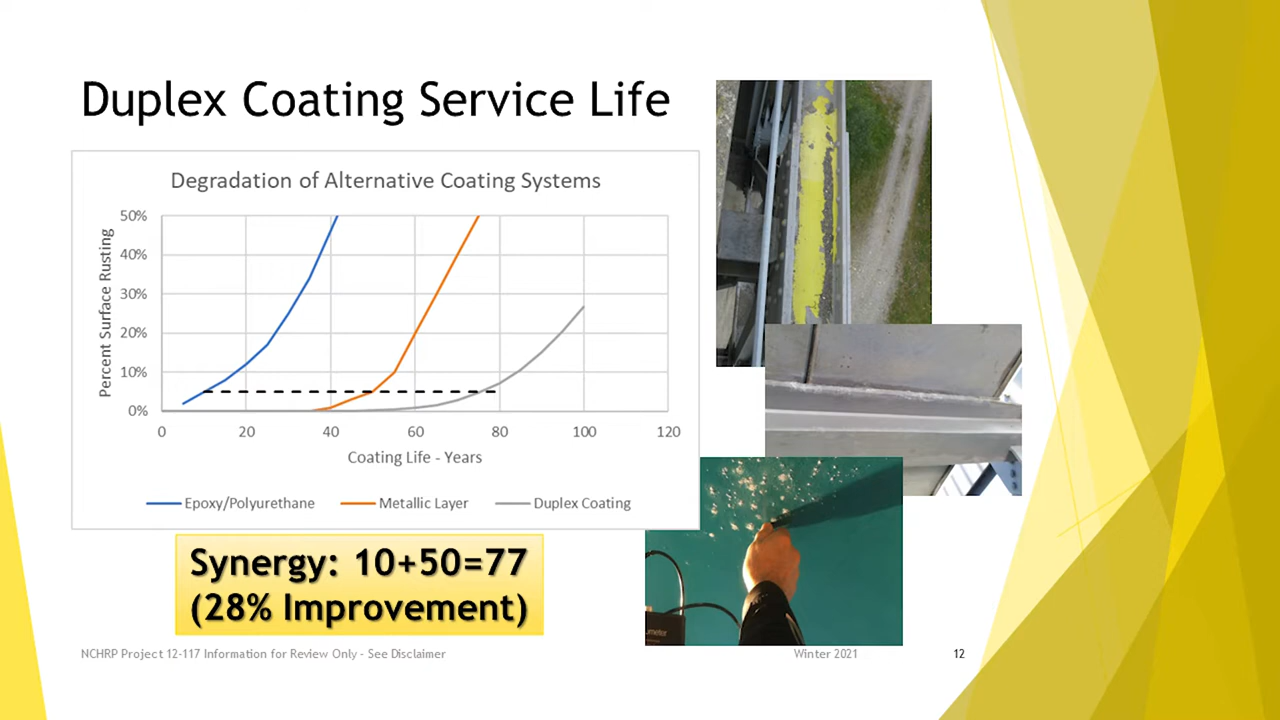 Duplex Coating Service Life
Degradation of Alternative Coating Systems
Percent Surface Rusting
50%
40%
30%
20%
10%
0%
0 20 40 60 80 100 120
Coating Life - Years
Epoxy/Polyurethane Metallic Layer Duplex Coating
Synergy: 10+50=77
(28% Improvement)
NCHRP Project 12-117 Information for Review Only - See Disclaimer
Winter 2021
12